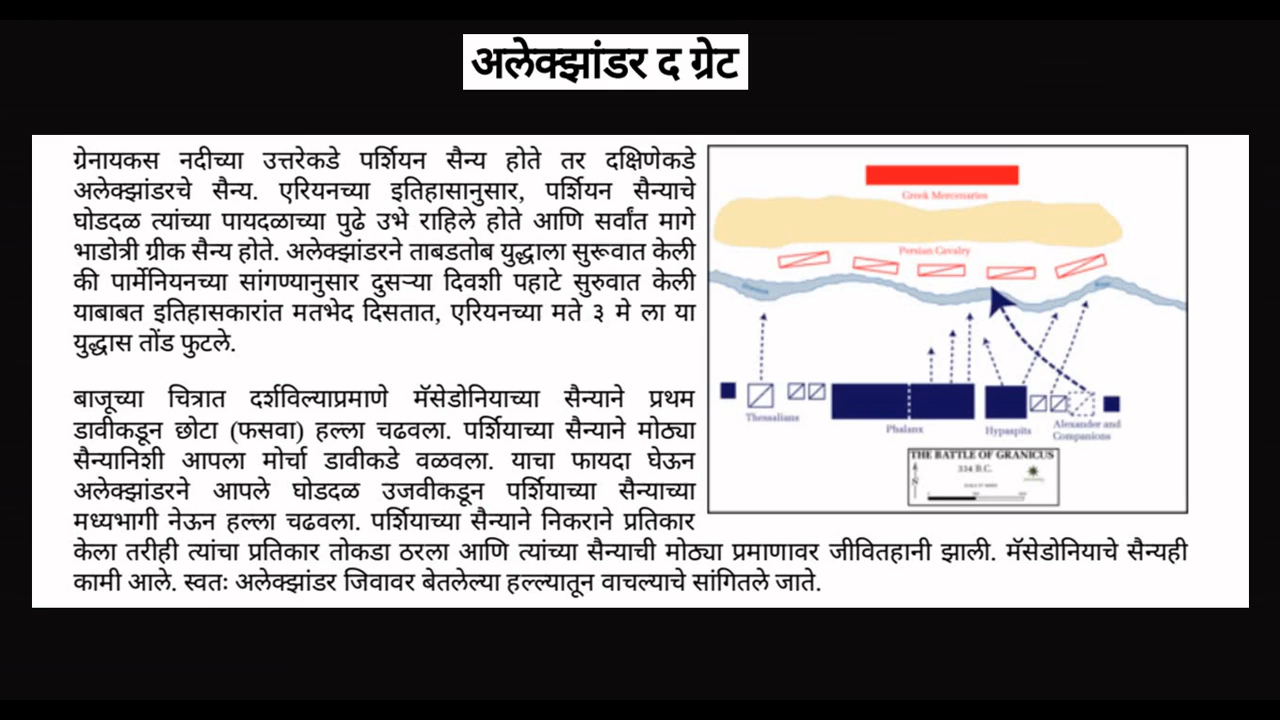 अलेक्झांडर द ग्रेट
ग्रेनायकस नदीच्या उत्तरेकडे पर्शियन सैन्य होते तर दक्षिणेकडे
अलेक्झांडरचे सैन्य. एरियनच्या इतिहासानुसार, पर्शियन सैन्याचे
घोडदळ त्यांच्या पायदळाच्या पुढे उभे राहिले होते आणि सर्वांत मागे
भाडोत्री ग्रीक सैन्य होते. अलेक्झांडरने ताबडतोब युद्धाला सुरूवात केली
की पार्मेनियनच्या सांगण्यानुसार दुसऱ्या दिवशी पहाटे सुरुवात केली
याबाबत इतिहासकारांत मतभेद दिसतात, एरियनच्या मते ३ मे ला या
युद्धास तोंड फुटले.
बाजूच्या चित्रात दर्शविल्याप्रमाणे मॅसेडोनियाच्या सैन्याने प्रथम
डावीकडून छोटा (फसवा) हल्ला चढवला. पर्शियाच्या सैन्याने मोठ्या
सैन्यानिशी आपला मोर्चा डावीकडे वळवला. याचा फायदा घेऊन
अलेक्झांडरने आपले घोडदळ उजवीकडून पर्शियाच्या सैन्याच्या
मध्यभागी नेऊन हल्ला चढवला. पर्शियाच्या सैन्याने निकराने प्रतिकार
केला तरीही त्यांचा प्रतिकार तोकडा ठरला आणि त्यांच्या सैन्याची मोठ्या प्रमाणावर जीवितहानी झाली. मॅसेडोनियाचे सैन्यही
कामी आले. स्वतः अलेक्झांडर जिवावर बेतलेल्या हल्ल्यातून वाचल्याचे सांगितले जाते.
Greek Mercenaries
Persian Cavalry
Thessalians
Phalanx
Hypaspits
Alexander and
Companions
THE BATTLE OF GRANICUS
334 B.C.
N